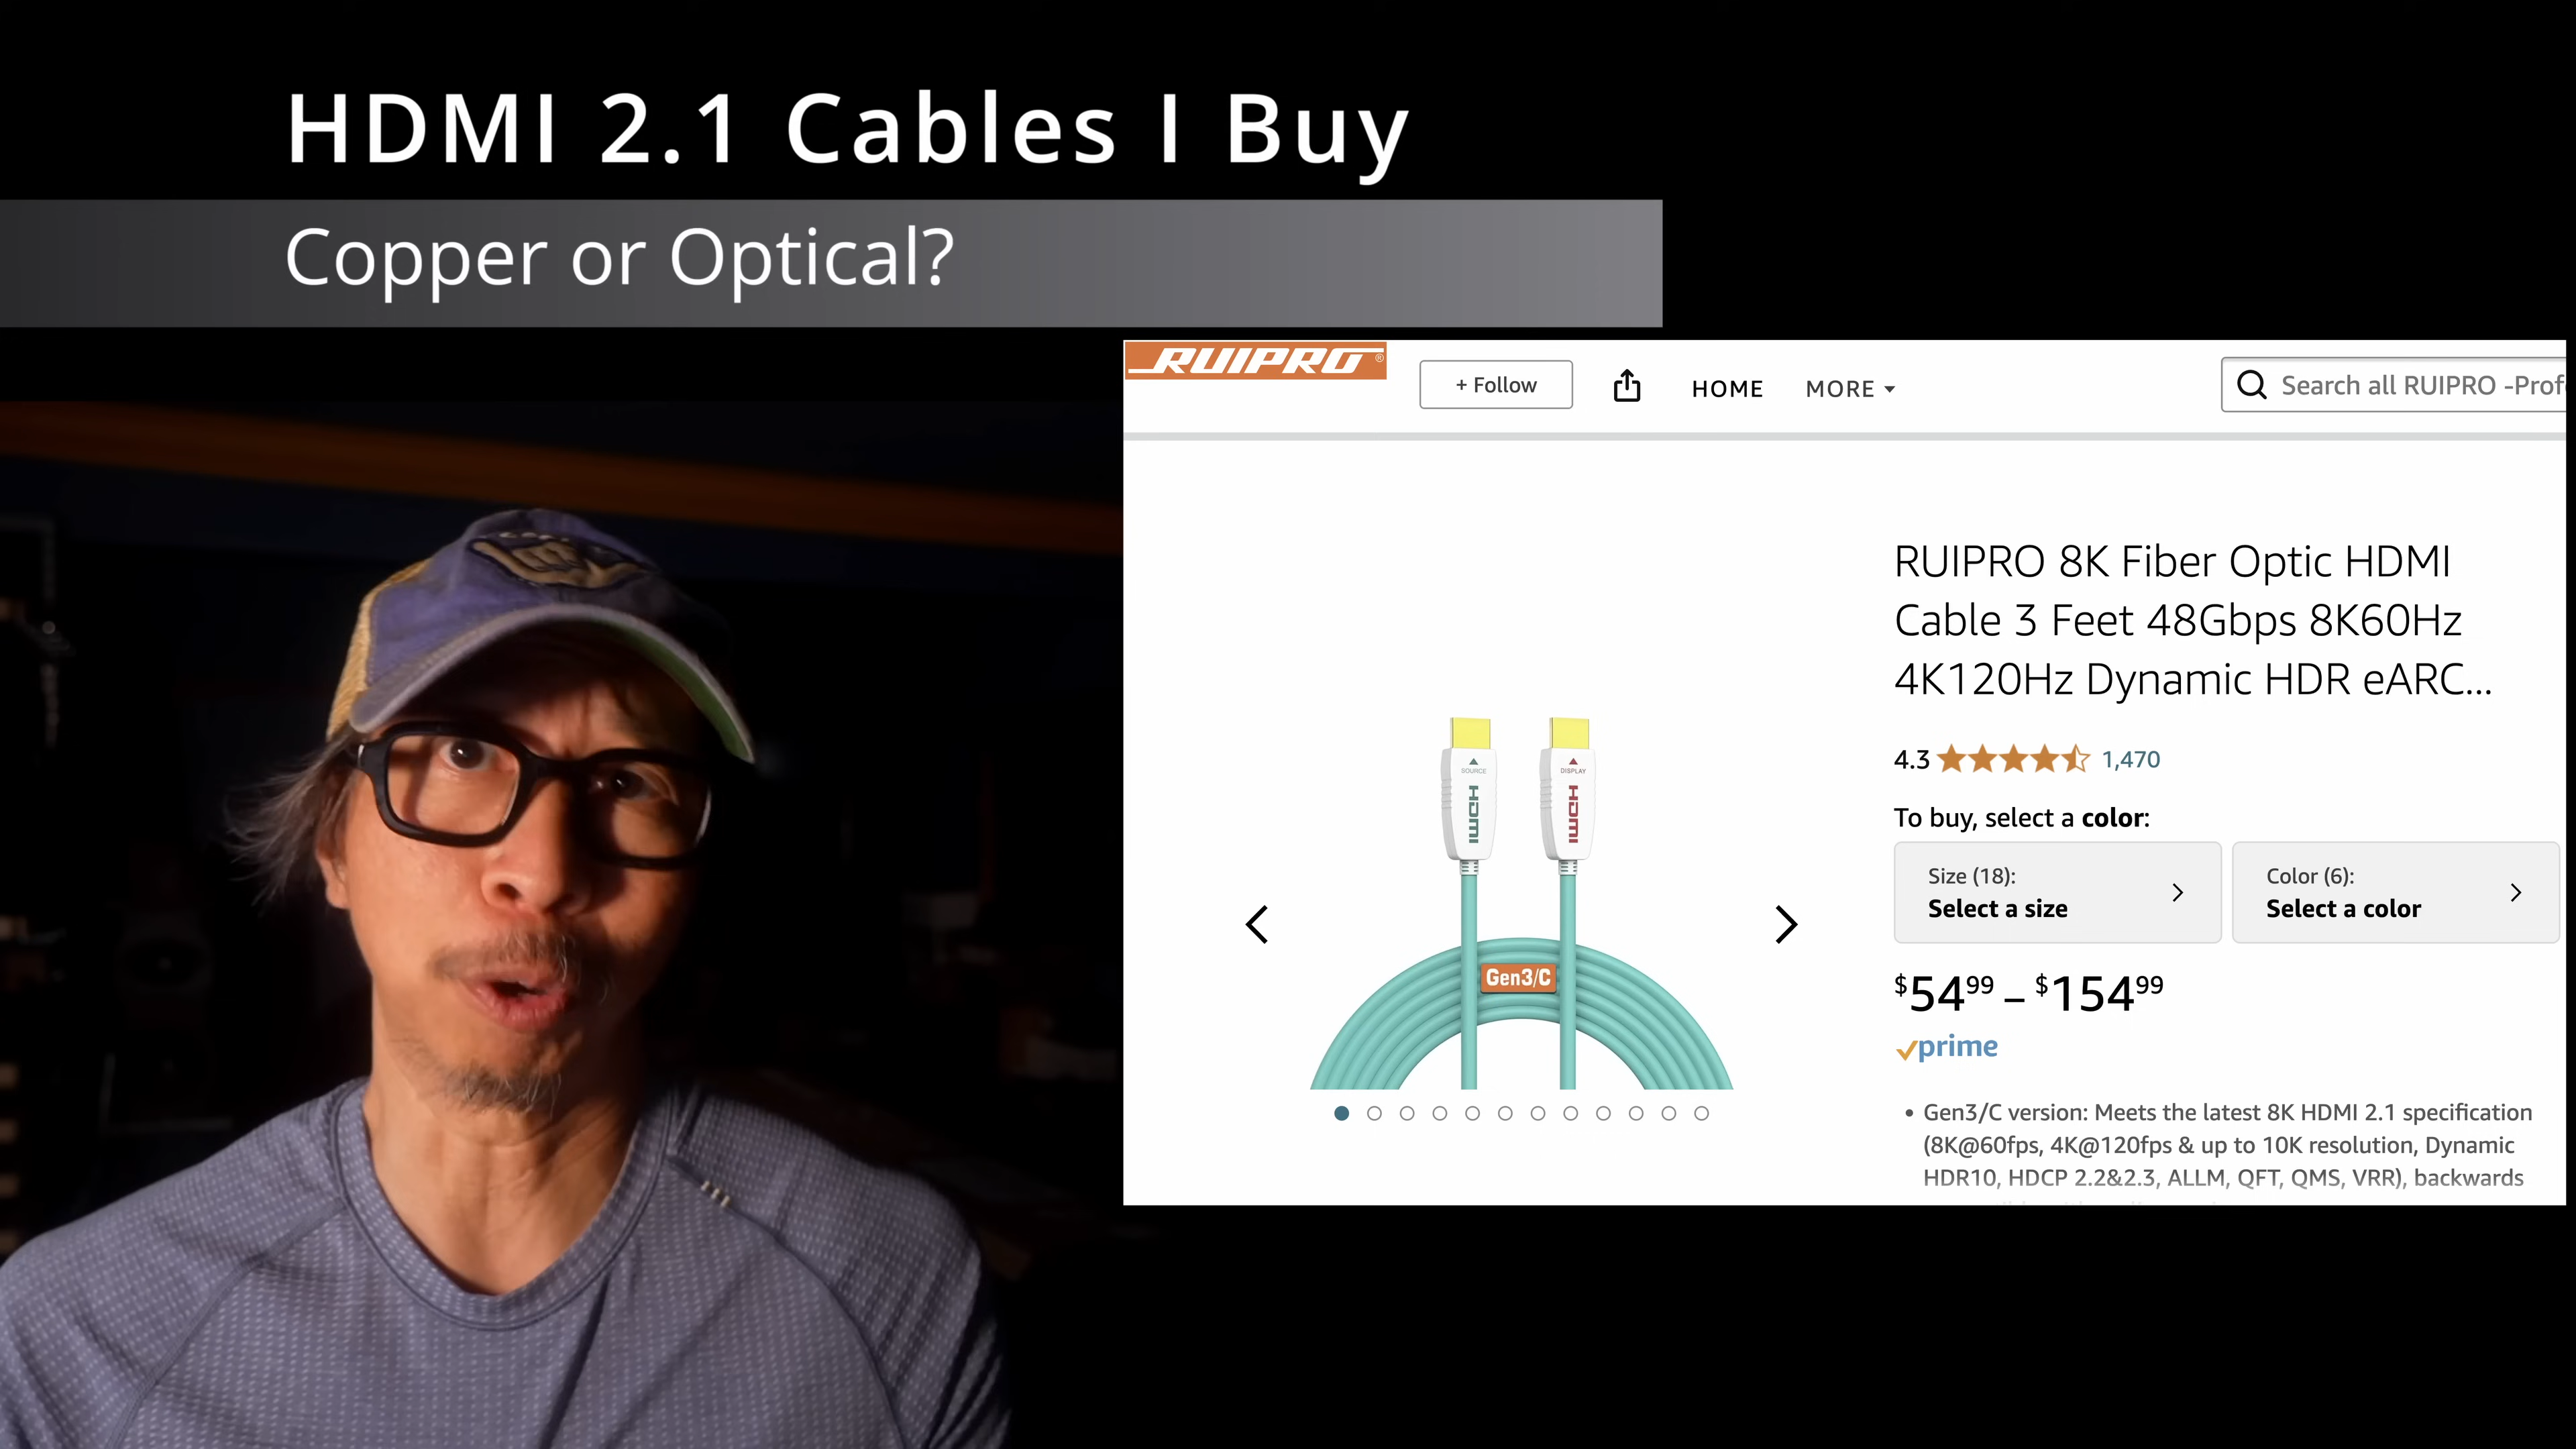 HDMI 2.1 Cables I Buy
Copper or Optical?
RUIPRO®
+ Follow
HOME
MORE
Search all RUIPRO -Prof
RUIPRO 8K Fiber Optic HDMI
Cable 3 Feet 48Gbps 8K60Hz
4K120Hz Dynamic HDR eARC...
4.3
1,470
To buy, select a color:
Size (18):
Select a size
Color (6):
Select a color
$54.99 – $154.99
prime
SOURCE
HDMI
DISPLAY
HDMI
Gen3/C
• Gen3/C version: Meets the latest 8K HDMI 2.1 specification
(8K@60fps, 4K@120fps & up to 10K resolution, Dynamic
HDR10, HDCP 2.2&2.3, ALLM, QFT, QMS, VRR), backwards